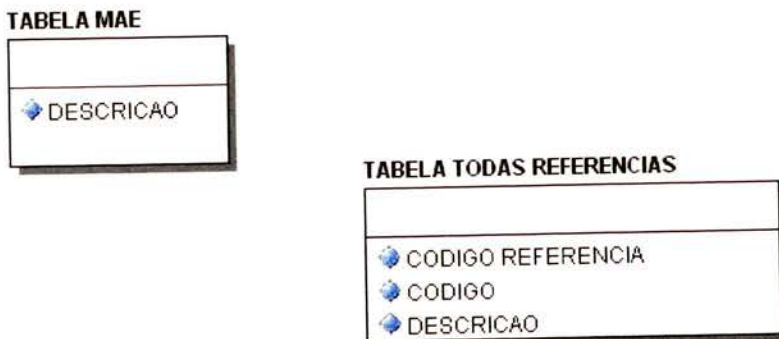 TABELA MAE
DESCRICAO
TABELA TODAS REFERENCIAS
CODIGO REFERENCIA
CODIGO
DESCRICAO